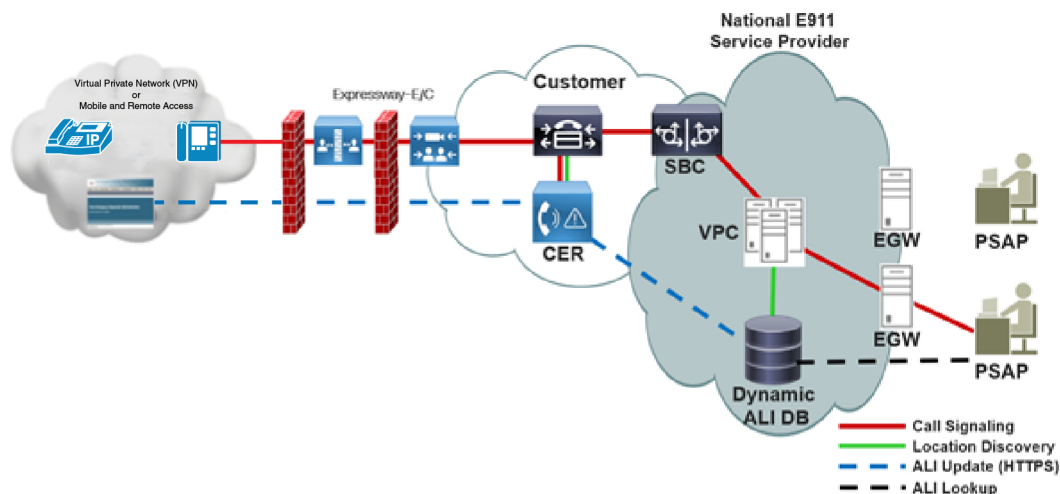 National E911
Service Provider
Virtual Private Network (VPN)
or
Mobile and Remote Access
Expressway-E/C
Customer
IP
SBC
VPC
CER
EGW
PSAP
EGW
PSAP
Dynamic
ALI DB
Call Signaling
Location Discovery
ALI Update (HTTPS)
ALI Lookup